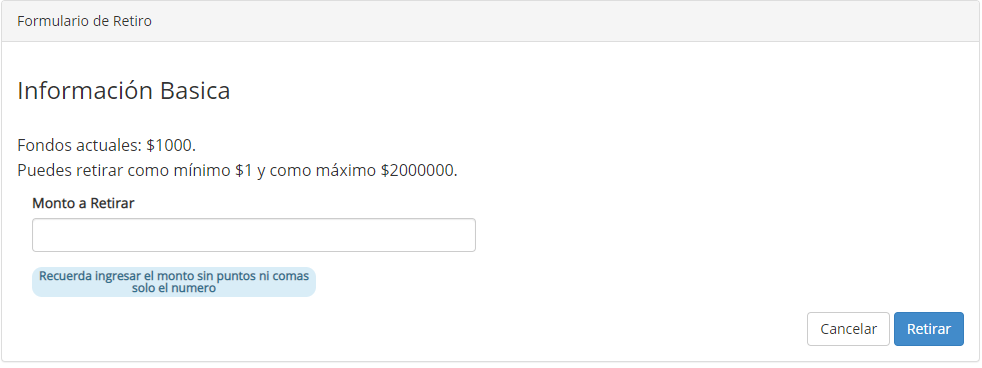 Formulario de Retiro
Información Basica
Fondos actuales: $1000.
Puedes retirar como mínimo $1 y como máximo $2000000.
Monto a Retirar
Recuerda ingresar el monto sin puntos ni comas
solo el numero
Cancelar
Retirar